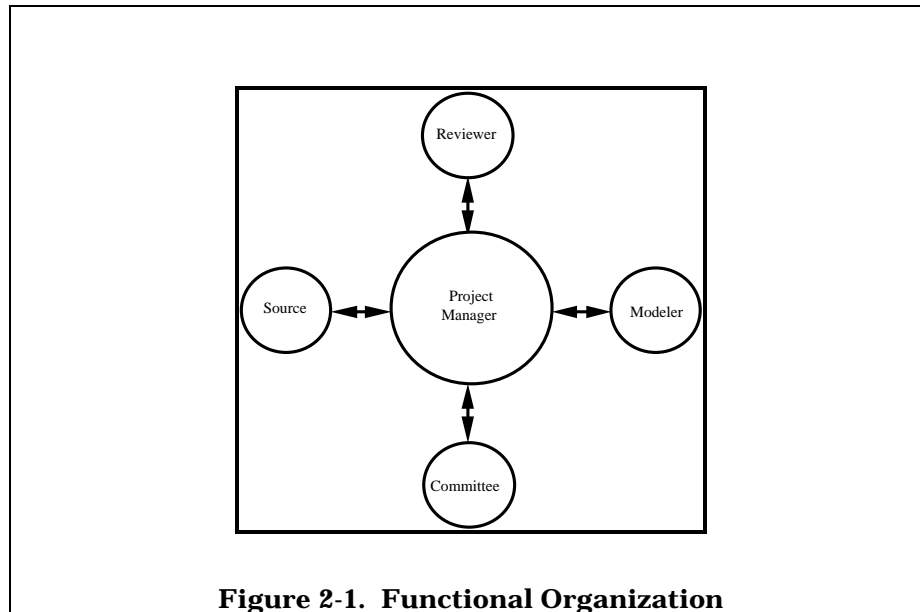 Reviewer
Source
Project
Manager
Modeler
Committee
Figure 2-1. Functional Organization